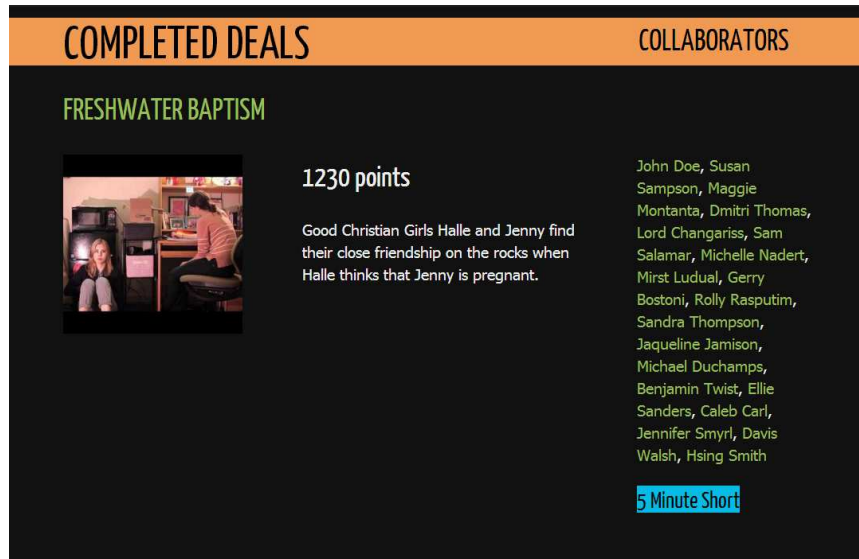 COMPLETED DEALS
COLLABORATORS
FRESHWATER BAPTISM
1230 points
Good Christian Girls Halle and Jenny find
their close friendship on the rocks when
Halle thinks that Jenny is pregnant.
John Doe, Susan
Sampson, Maggie
Montanta, Dmitri Thomas,
Lord Changariss, Sam
Salamar, Michelle Nadert,
Mirst Ludual, Gerry
Bostoni, Rolly Rasputim,
Sandra Thompson,
Jaqueline Jamison,
Michael Duchamps,
Benjamin Twist, Ellie
Sanders, Caleb Carl,
Jennifer Smyrl, Davis
Walsh, Hsing Smith
5 Minute Short